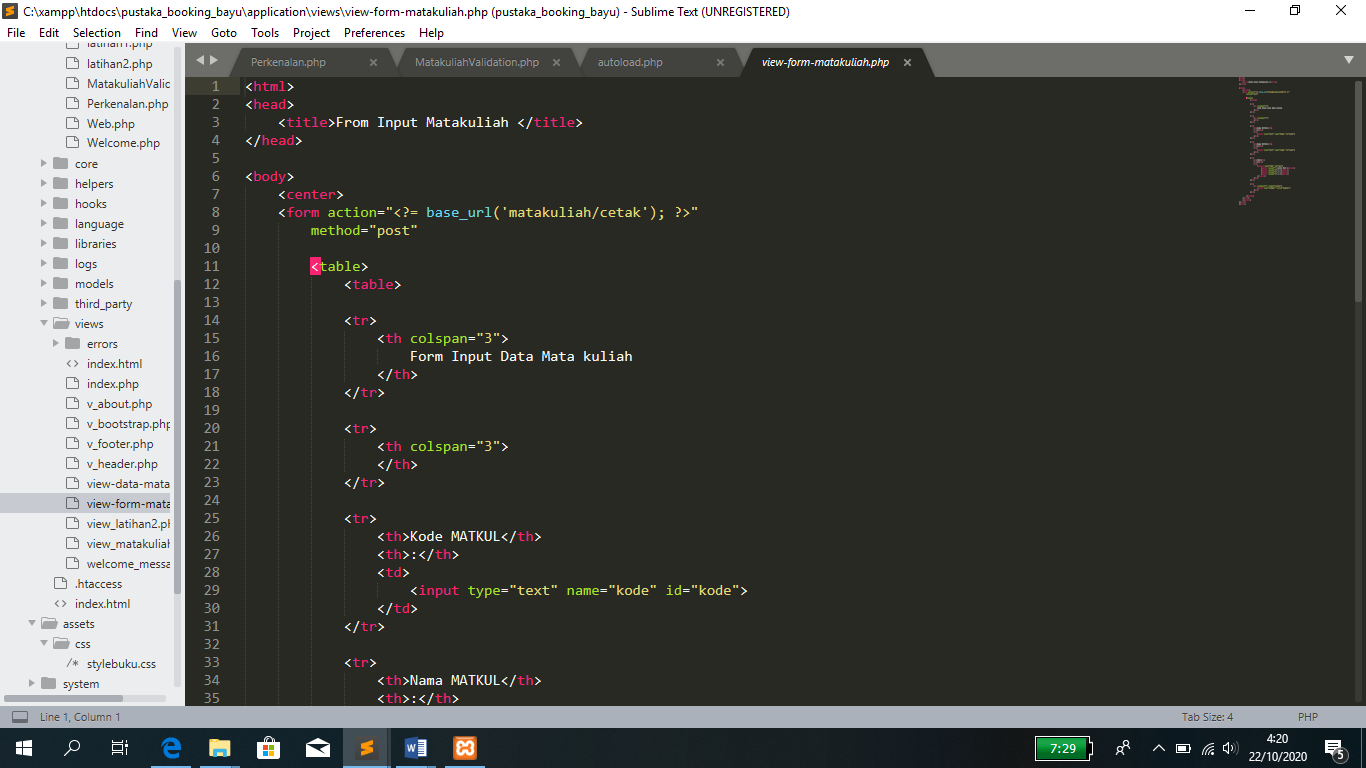 C:\xampp\htdocs\pustaka_booking_bayu\application\views\view-form-matakuliah.php (pustaka_booking_bayu) - Sublime Text (UNREGISTERED)
File Edit Selection Find View Goto Tools Project Preferences Help
latihan1.php
latihan2.php
MatakuliahValic
Perkenalan.php
Web.php
Welcome.php
core
helpers
hooks
language
libraries
logs
models
third_party
views
errors
index.html
index.php
v_about.php
v_bootstrap.php
v_footer.php
v_header.php
view-data-mata
view-form-mata
view_latihan2.ph
view_matakuliah
welcome_messa
.htaccess
<> index.html
assets
css
/* stylebuku.css
system
Perkenalan.php × MatakuliahValidation.php × autoload.php × view-form-matakuliah.php ×
1 <html>
2 <head>
3 <title>From Input Matakuliah </title>
4 </head>
5
6 <body>
7 <center>
8 <form action="<?= base_url('matakuliah/cetak'); ?>"
9 method="post"
10
11 <table>
12 <table>
13
14 <tr>
15 <th colspan="3">
16 Form Input Data Mata kuliah
17 </th>
18 </tr>
19
20 <tr>
21 <th colspan="3">
22 </th>
23 </tr>
24
25 <tr>
26 <th>Kode MATKUL</th>
27 <th>:</th>
28 <td>
29 <input type="text" name="kode" id="kode">
30 </td>
31 </tr>
32
33 <tr>
34 <th>Nama MATKUL</th>
35 <th>:</th>
Line 1, Column 1 Tab Size: 4 PHP
7:29
4:20
22/10/2020
5